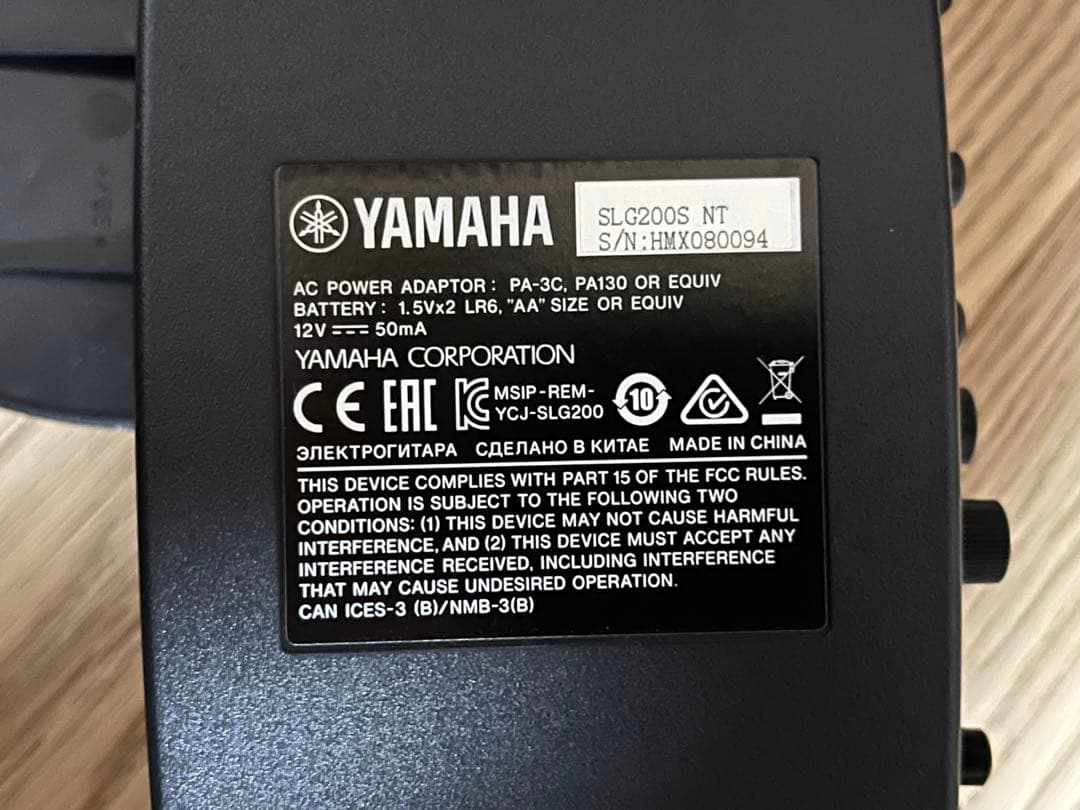 YAMAHA
SLG200S NT
S/N:HMX080094
AC POWER ADAPTOR : PA-3C, PA130 OR EQUIV
BATTERY : 1.5Vx2 LR6, "AA" SIZE OR EQUIV
12V ⎓ 50mA
YAMAHA CORPORATION
CE EAC MSIP-REM-
YCJ-SLG200
10
ЭЛЕКТРОГИТАРА СДЕЛАНО В КИТАЕ MADE IN CHINA
THIS DEVICE COMPLIES WITH PART 15 OF THE FCC RULES.
OPERATION IS SUBJECT TO THE FOLLOWING TWO
CONDITIONS: (1) THIS DEVICE MAY NOT CAUSE HARMFUL
INTERFERENCE, AND (2) THIS DEVICE MUST ACCEPT ANY
INTERFERENCE RECEIVED, INCLUDING INTERFERENCE
THAT MAY CAUSE UNDESIRED OPERATION.
CAN ICES-3 (B)/NMB-3(B)